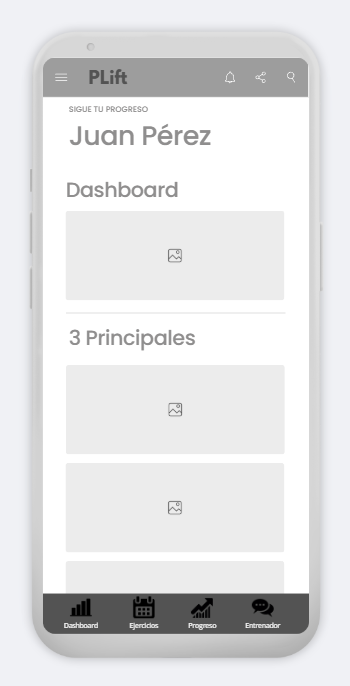 PLift
SIGUE TU PROGRESO
Juan Pérez
Dashboard
3 Principales
Dashboard
Ejercicios
Progreso
Entrenador